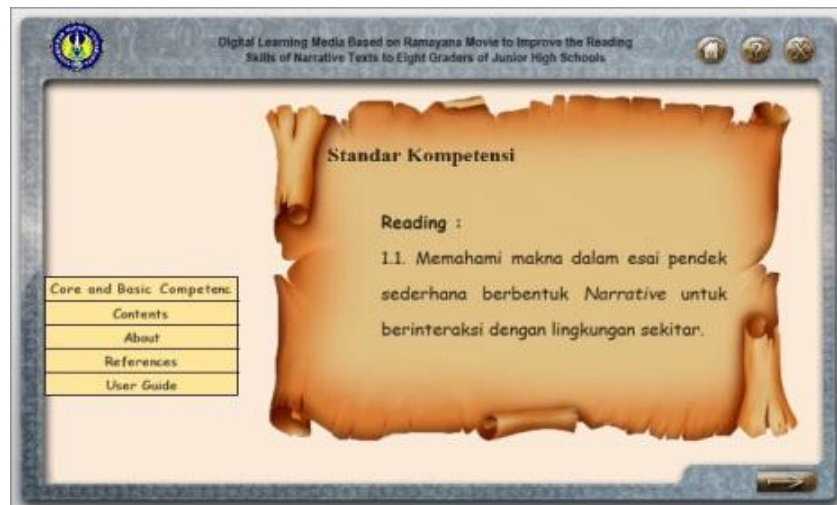 Digital Learning Media Based on Ramayana Movie to Improve the Reading
Skills of Narrative Texts to Eight Graders of Junior High Schools
Standar Kompetensi
Reading :
1.1. Memahami makna dalam esai pendek
sederhana berbentuk Narrative untuk
berinteraksi dengan lingkungan sekitar.
Core and Basic Competenc
Contents
About
References
User Guide